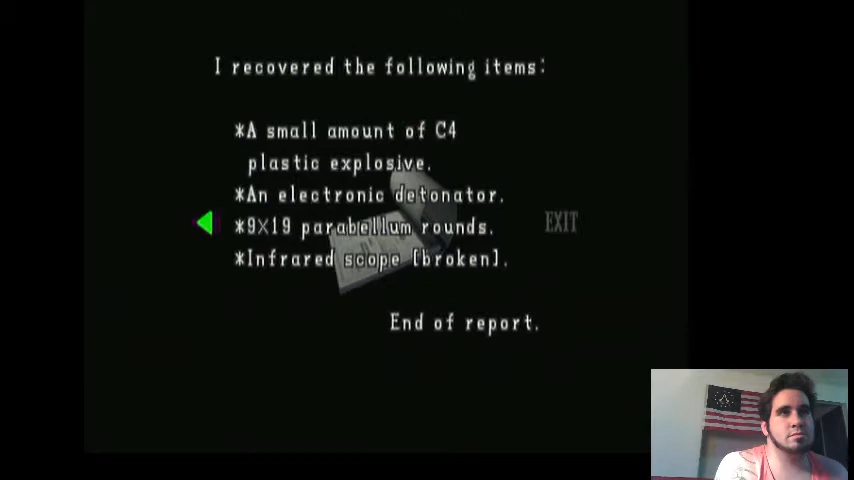 I recovered the following items:
*A small amount of C4
plastic explosive.
*An electronic detonator.
*9X19 parabellum rounds.
EXIT
*Infrared scope [broken].
End of report.